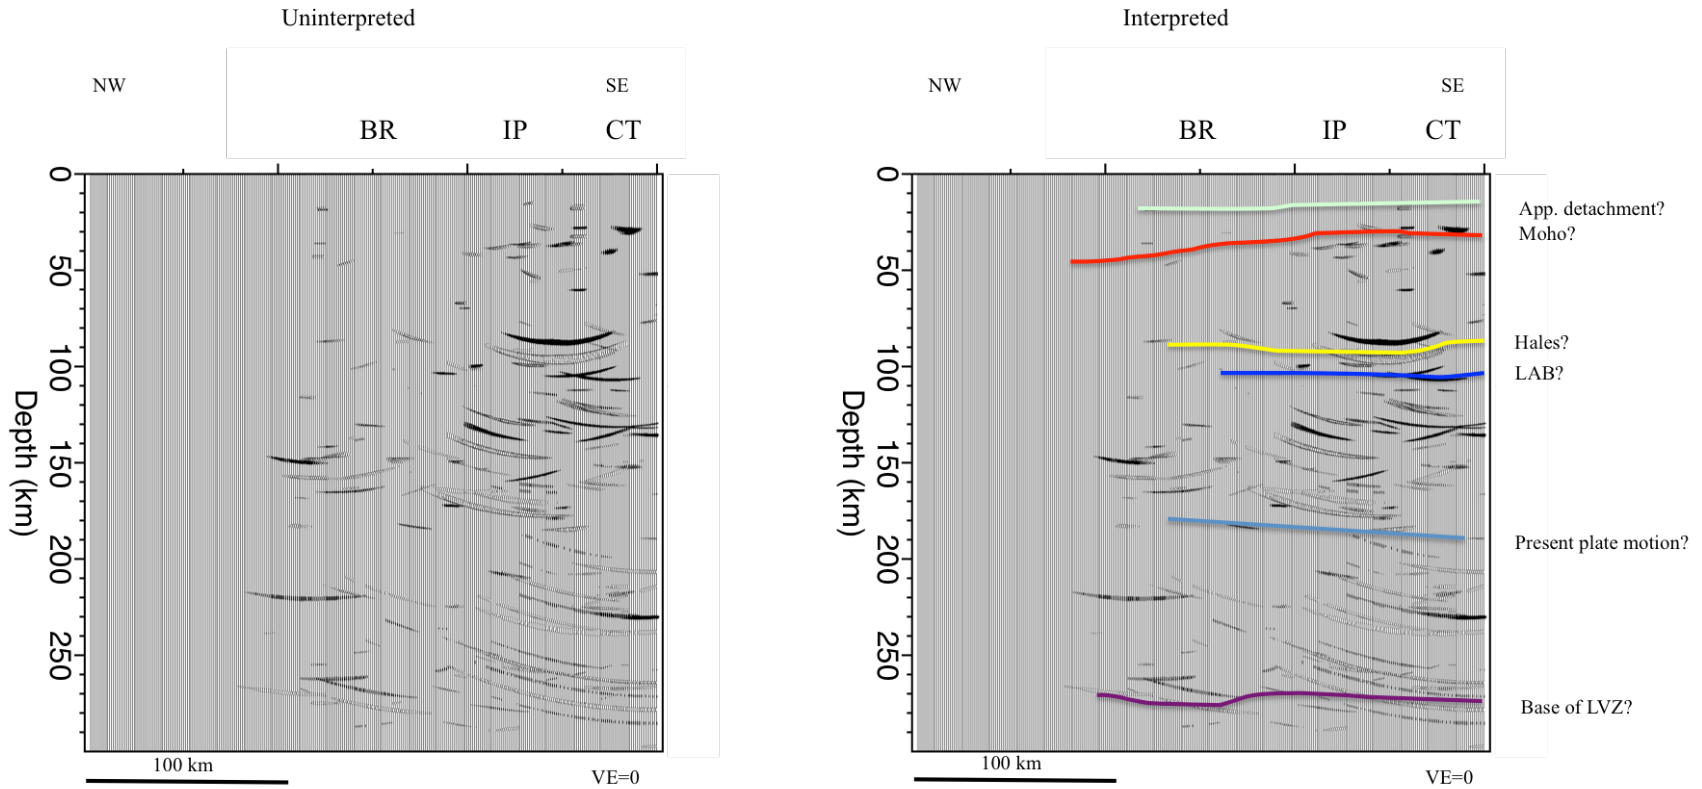 Uninterpreted
Interpreted
NW
SE
NW
SE
BR
IP
CT
BR
IP
CT
0
50
100
150
200
250
Depth (km)
0
50
100
150
200
250
Depth (km)
App. detachment?
Moho?
Hales?
LAB?
Present plate motion?
Base of LVZ?
100 km
VE=0
100 km
VE=0